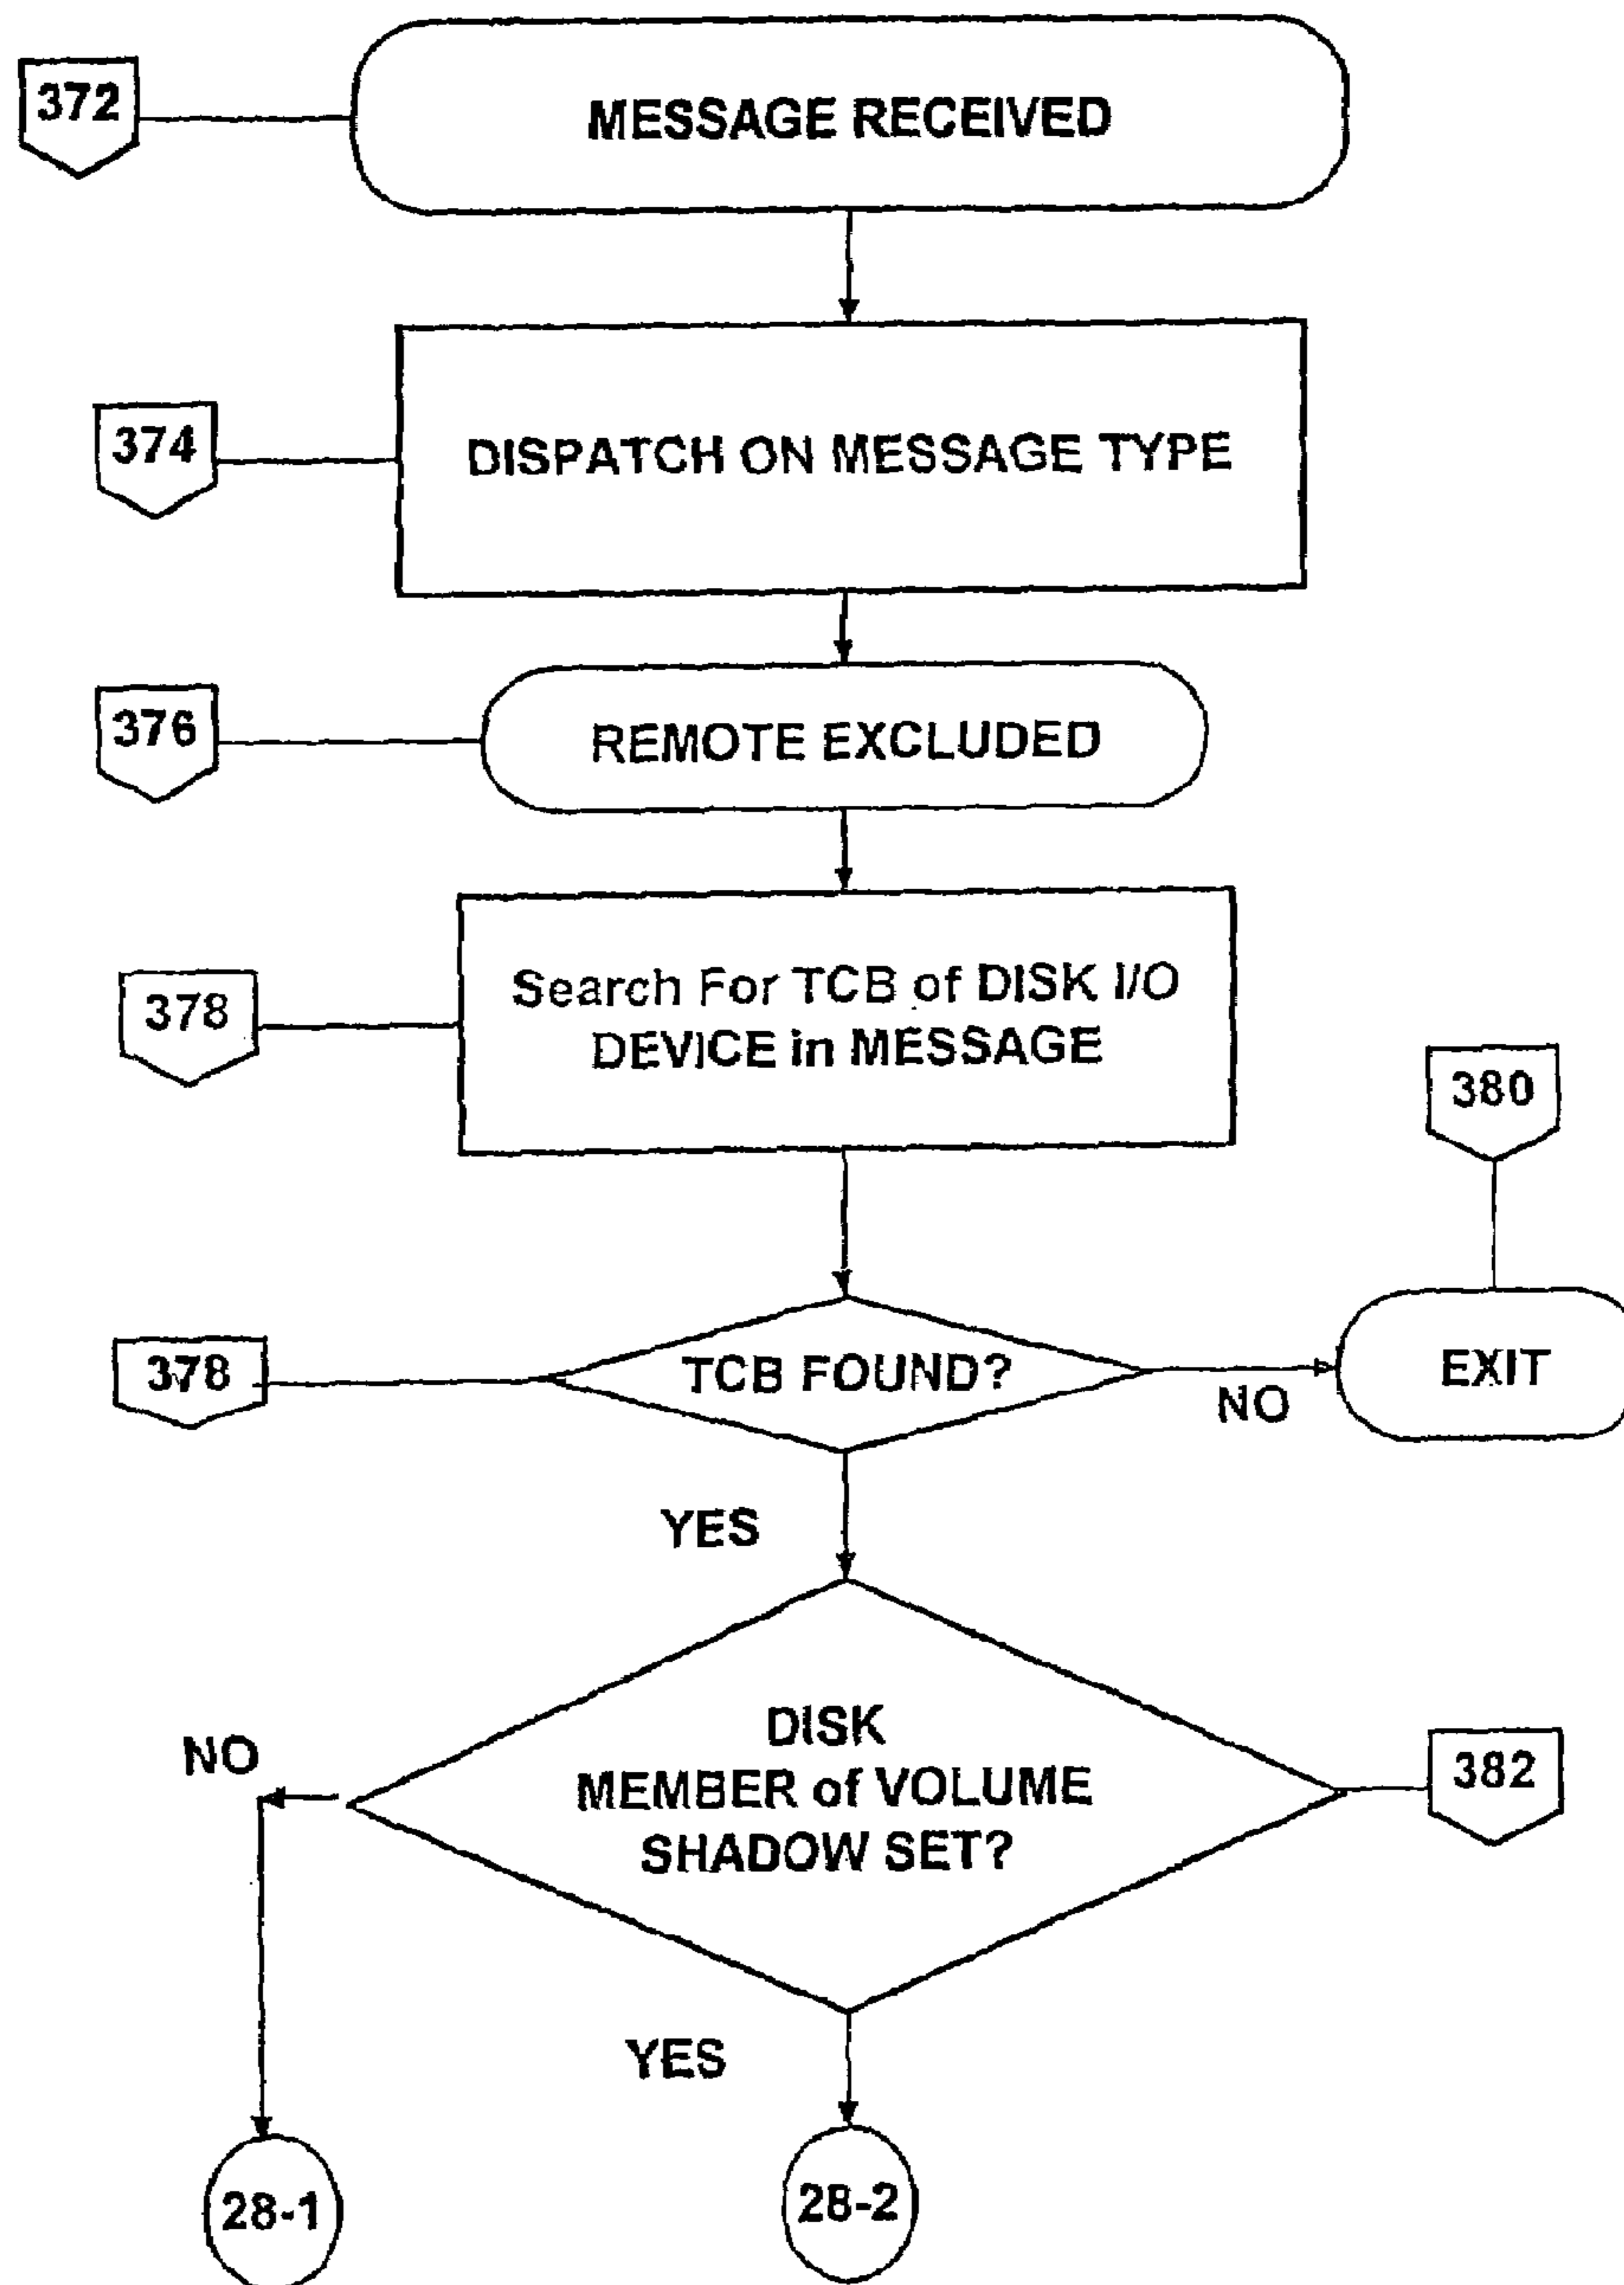 372
MESSAGE RECEIVED
374
DISPATCH ON MESSAGE TYPE
376
REMOTE EXCLUDED
378
Search For TCB of DISK I/O
DEVICE in MESSAGE
380
378
TCB FOUND?
NO
EXIT
YES
NO
DISK
MEMBER of VOLUME
SHADOW SET?
382
YES
28-1
28-2